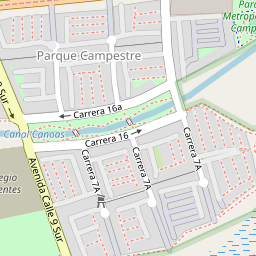 Parque
Metropo
Camp
Parque Campestre
Sur
Carrera 16a
Canal Canoas
Carrera 16
Carrera 7A
Carrera 7A
Carrera 7A
Avenida Calle 9 Sur
egio
entes